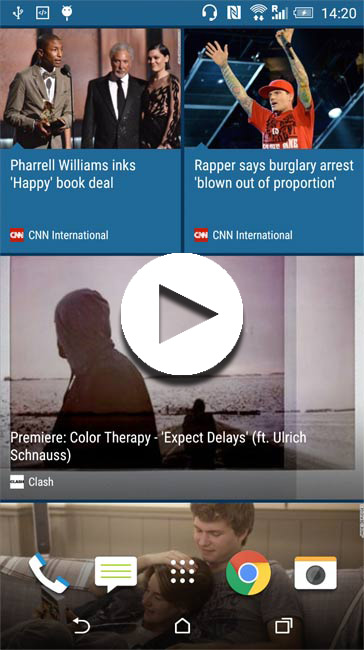 R
14:20
Pharrell Williams inks
'Happy' book deal
CNN CNN International
Rapper says burglary arrest
'blown out of proportion'
CNN CNN International
Premiere: Color Therapy - 'Expect Delays' (ft. Ulrich
Schnauss)
CLASH Clash